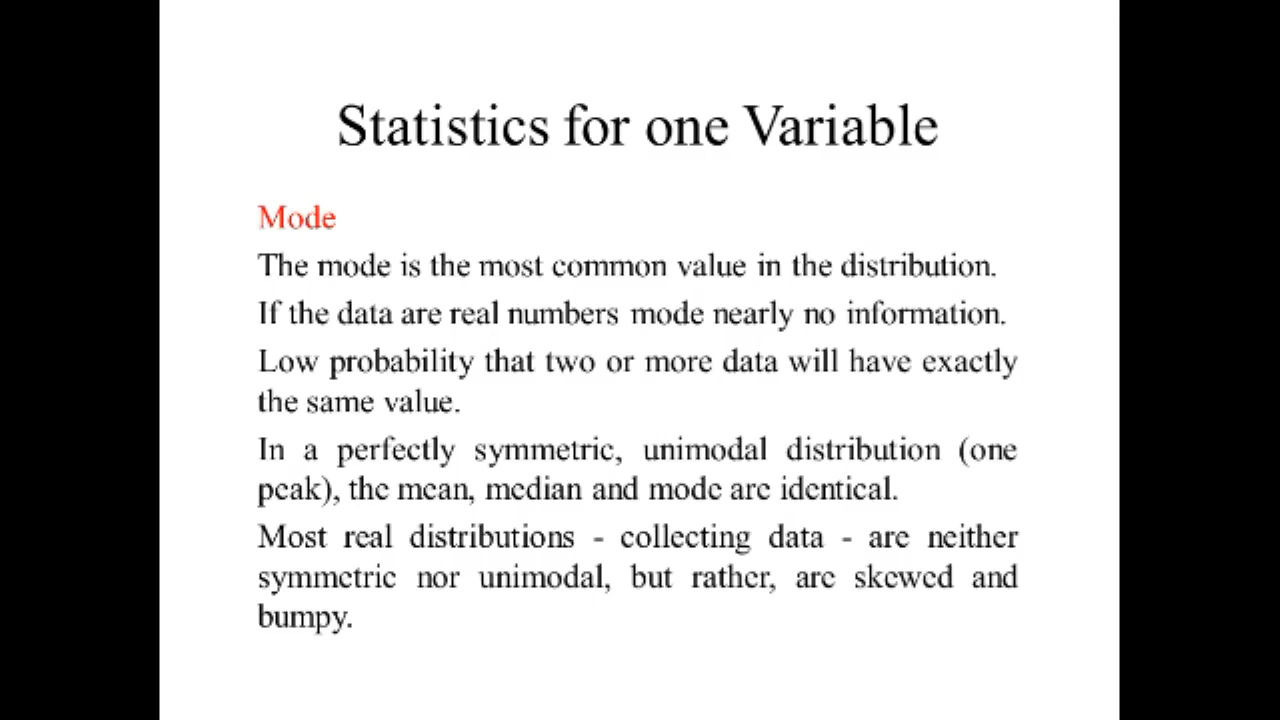 Statistics for one Variable
Mode
The mode is the most common value in the distribution.
If the data are real numbers mode nearly no information.
Low probability that two or more data will have exactly
the same value.
In a perfectly symmetric, unimodal distribution (one
peak), the mean, median and mode are identical.
Most real distributions - collecting data - are neither
symmetric nor unimodal, but rather, are skewed and
bumpy.